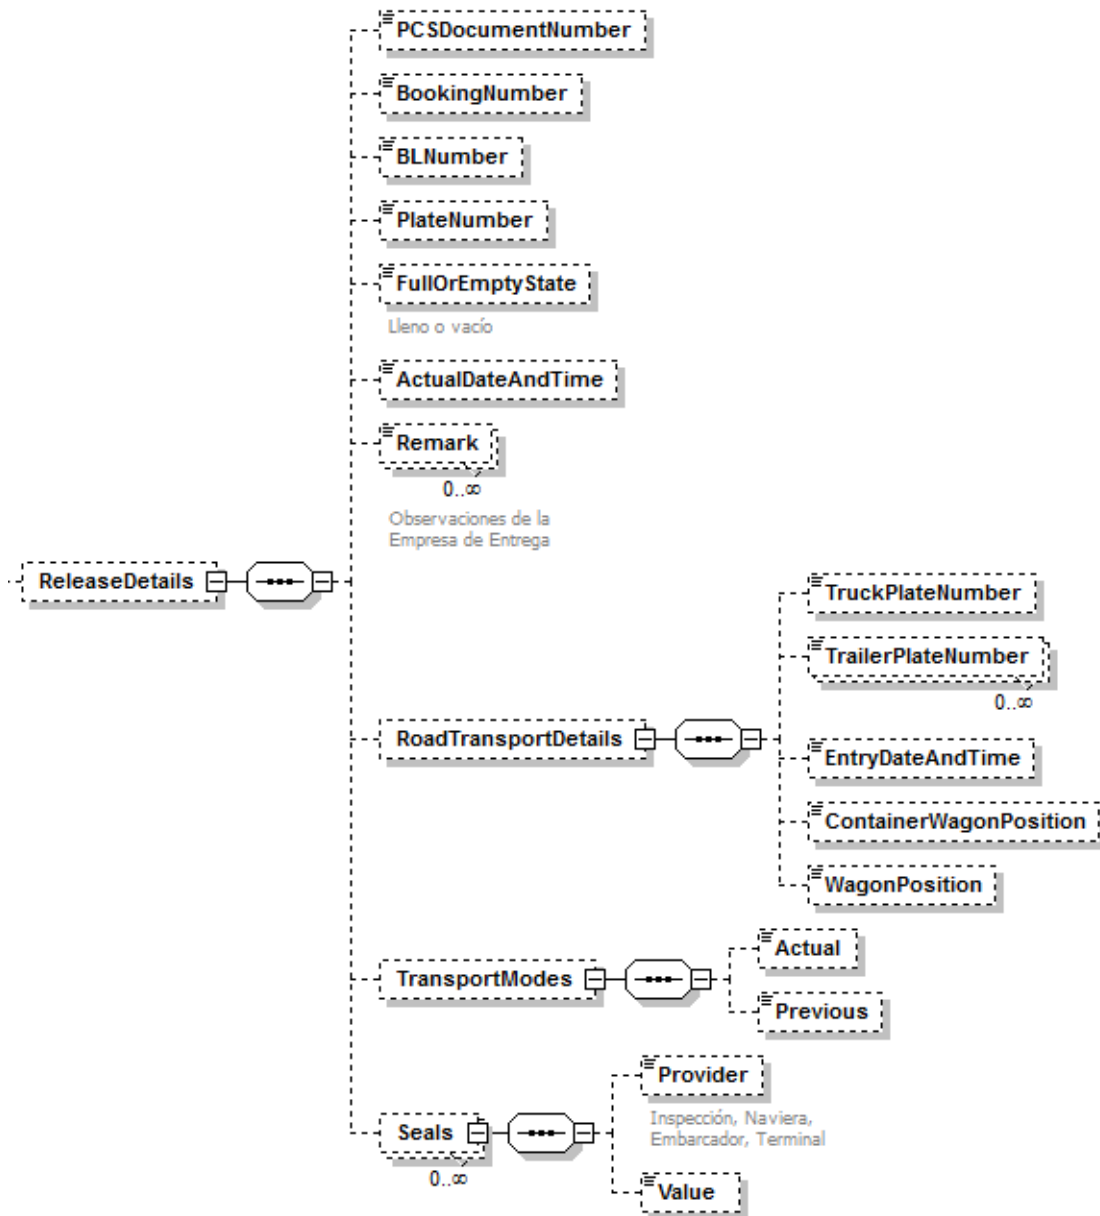 PCSDocumentNumber
BookingNumber
BLNumber
PlateNumber
FullOrEmptyState
Lleno o vacío
ActualDateAndTime
Remark
0..∞
Observaciones de la
Empresa de Entrega
ReleaseDetails
RoadTransportDetails
TruckPlateNumber
TrailerPlateNumber
0..∞
EntryDateAndTime
ContainerWagonPosition
WagonPosition
TransportModes
Actual
Previous
Seals
0..∞
Provider
Inspección, Naviera,
Embarcador, Terminal
Value